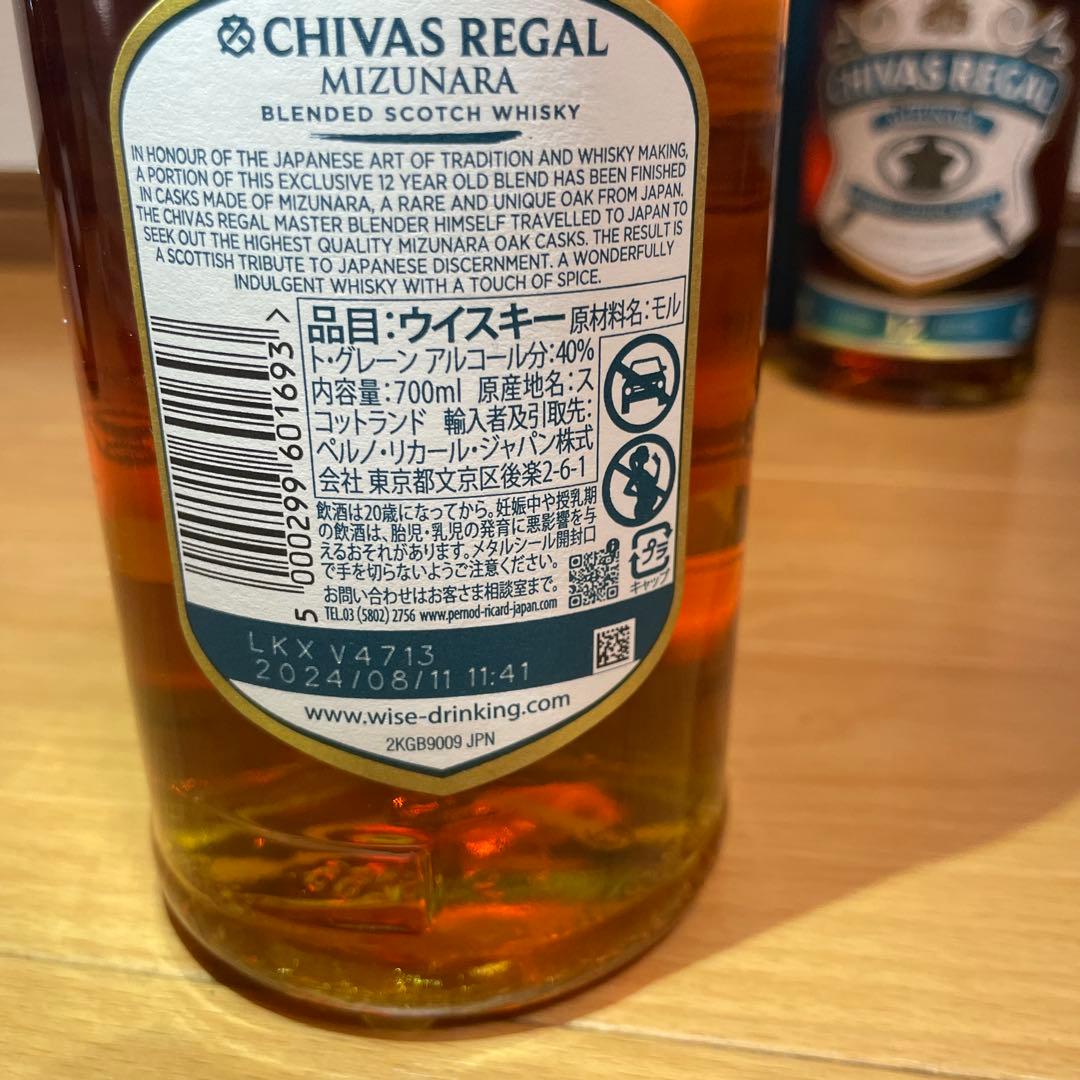 CHIVAS REGAL
MIZUNARA
BLENDED SCOTCH WHISKY
IN HONOUR OF THE JAPANESE ART OF TRADITION AND WHISKY MAKING,
A PORTION OF THIS EXCLUSIVE 12 YEAR OLD BLEND HAS BEEN FINISHED
IN CASKS MADE OF MIZUNARA, A RARE AND UNIQUE OAK FROM JAPAN.
THE CHIVAS REGAL MASTER BLENDER HIMSELF TRAVELLED TO JAPAN TO
SEEK OUT THE HIGHEST QUALITY MIZUNARA OAK CASKS. THE RESULT IS
A SCOTTISH TRIBUTE TO JAPANESE DISCERNMENT. A WONDERFULLY
INDULGENT WHISKY WITH A TOUCH OF SPICE.
品目:ウイスキー 原材料名:モル
ト・グレーン アルコール分:40%
内容量:700ml 原産地名:ス
コットランド 輸入者及引取先:
ペルノ・リカール・ジャパン株式
会社 東京都文京区後楽2-6-1
飲酒は20歳になってから。妊娠中や授乳期
の飲酒は、胎児・乳児の発育に悪影響を与
えるおそれがあります。メタルシール開封口
で手を切らないようご注意ください。
お問い合わせはお客さま相談室まで。
TEL.03 (5802) 2756 www.pernod-ricard-japan.com
プラ
キャップ
5 000299 601693 >
LKX V4713
2024/08/11 11:41
www.wise-drinking.com
2KGB9009 JPN
CHIVAS REGAL
12